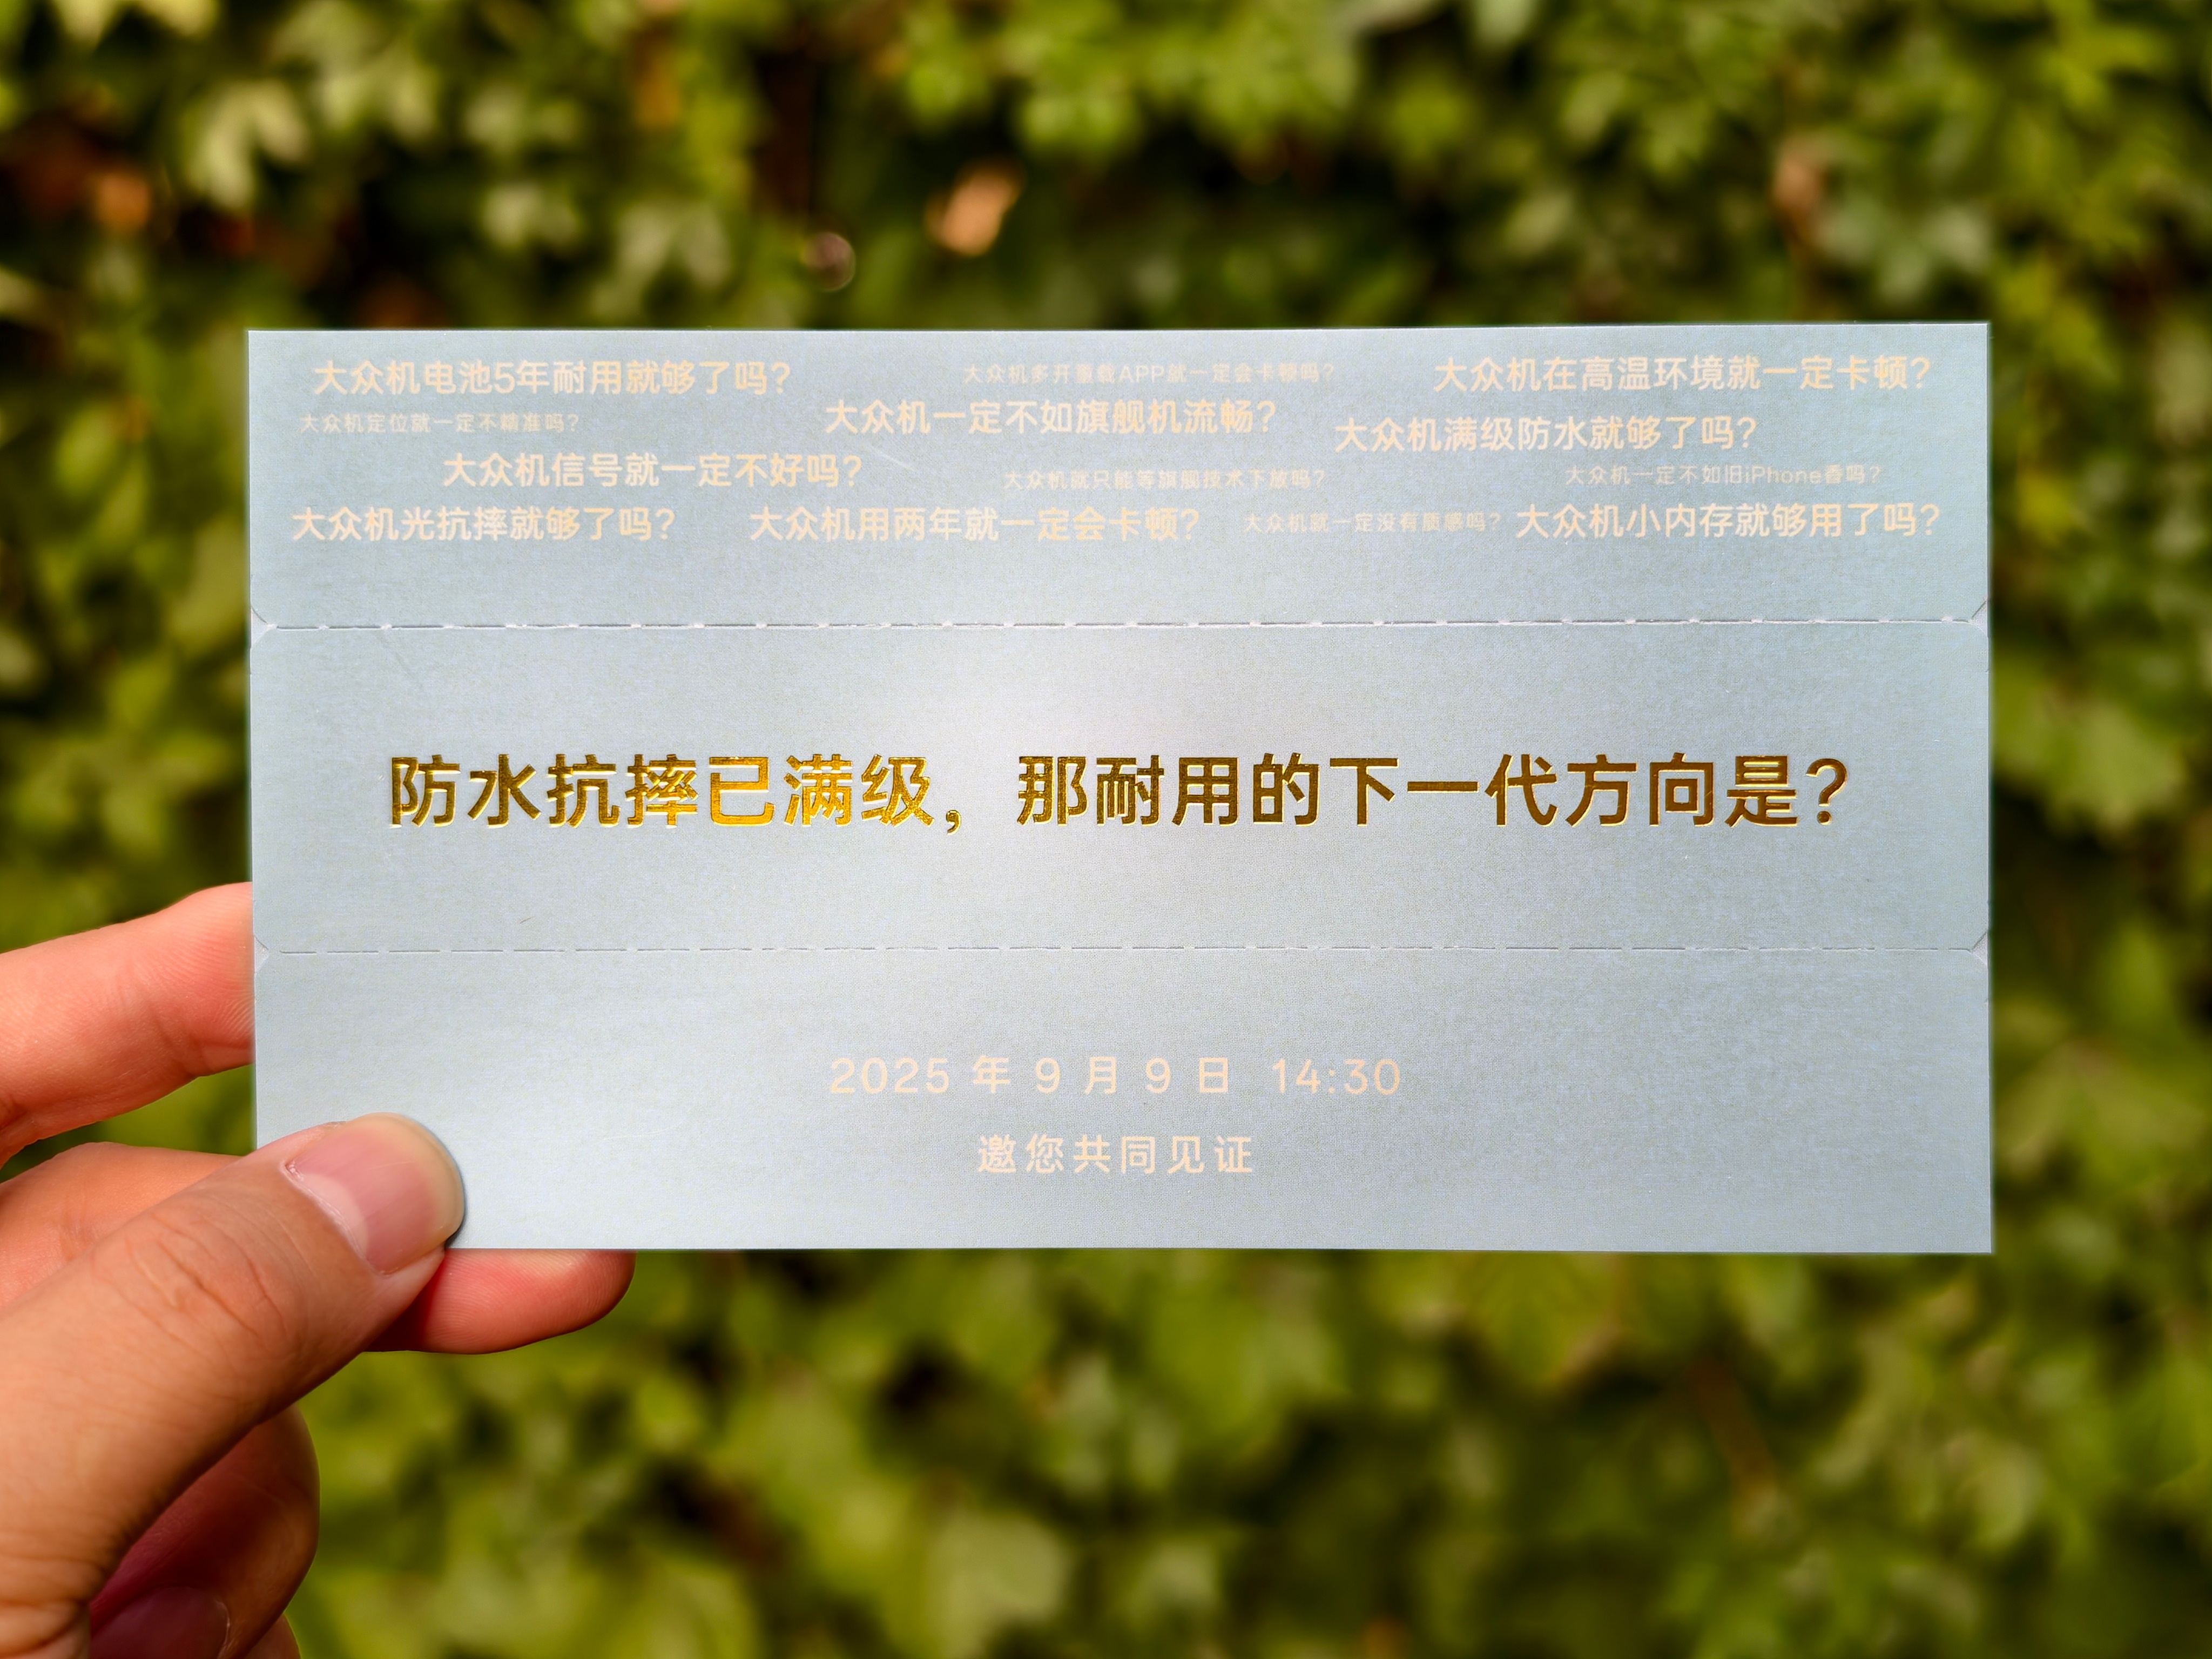 大众机电池5年耐用就够了吗?
大众机多开重载APP就一定会卡顿吗?
大众机在高温环境就一定卡顿?
大众机定位就一定不精准吗?
大众机一定不如旗舰机流畅?
大众机满级防水就够了吗?
大众机信号就一定不好吗?
大众机就只能等旗舰技术下放吗?
大众机一定不如旧iPhone香吗?
大众机光抗摔就够了吗?
大众机用两年就一定会卡顿?
大众机就一定没有质感吗?
大众机小内存就够用了吗?
防水抗摔已满级，那耐用的下一代方向是?
2025 年 9 月 9 日 14:30
邀您共同见证